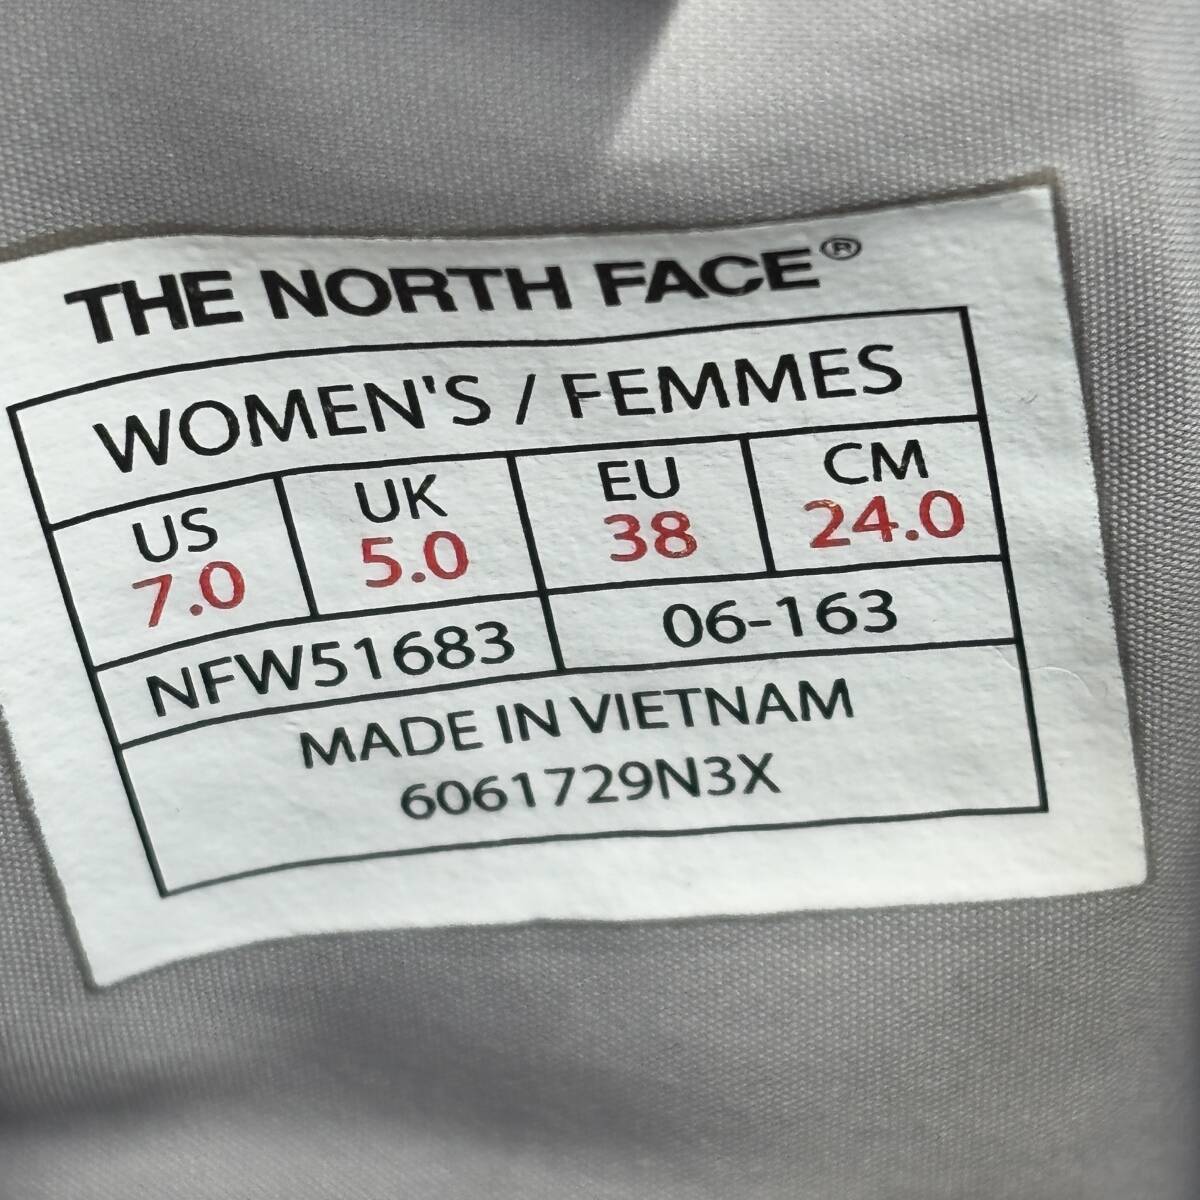 THE NORTH FACE®
WOMEN'S / FEMMES
US UK EU CM
7.0 5.0 38 24.0
NFW51683 06-163
MADE IN VIETNAM
6061729N3X